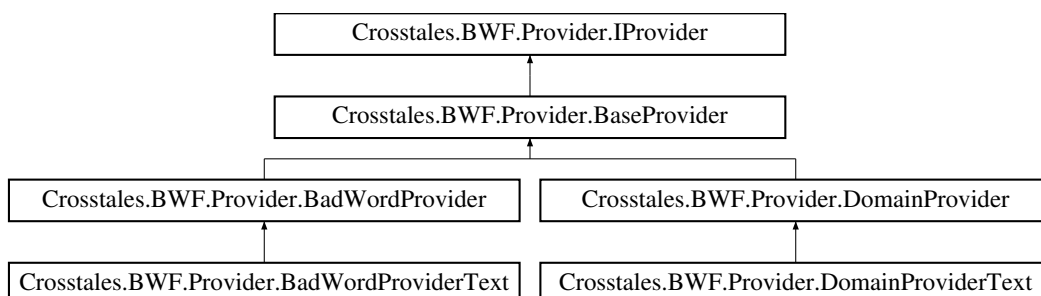 Crosstales.BWF.Provider.IProvider
Crosstales.BWF.Provider.BaseProvider
Crosstales.BWF.Provider.BadWordProvider
Crosstales.BWF.Provider.DomainProvider
Crosstales.BWF.Provider.BadWordProviderText
Crosstales.BWF.Provider.DomainProviderText